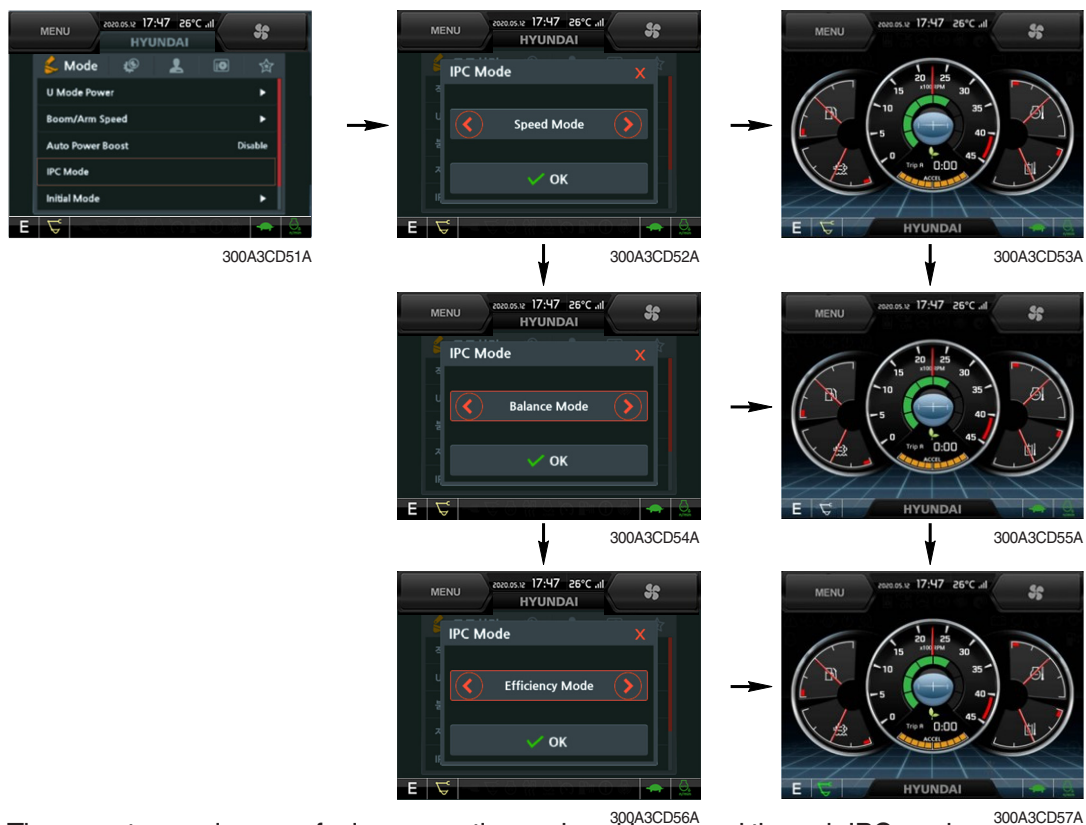 MENU
2020.05.12 17:47 26°C
HYUNDAI
Mode
U Mode Power
Boom/Arm Speed
Auto Power Boost Disable
IPC Mode
Initial Mode
E
300A3CD51A
MENU
2020.05.12 17:47 26°C
HYUNDAI
IPC Mode X
Speed Mode
OK
E
300A3CD52A
MENU
2020.05.12 17:47 26°C
0 5 10 15 20 25 30 35 40 45
x100 RPM
Trip A 0:00
ACCEL
E HYUNDAI
300A3CD53A
MENU
2020.05.12 17:47 26°C
HYUNDAI
IPC Mode X
Balance Mode
OK
E
300A3CD54A
MENU
2020.05.12 17:47 26°C
0 5 10 15 20 25 30 35 40 45
x100 RPM
Trip A 0:00
ACCEL
E HYUNDAI
300A3CD55A
MENU
2020.05.12 17:47 26°C
HYUNDAI
IPC Mode X
Efficiency Mode
OK
E
300A3CD56A
MENU
2020.05.12 17:47 26°C
0 5 10 15 20 25 30 35 40 45
x100 RPM
Trip A 0:00
ACCEL
E HYUNDAI
300A3CD57A